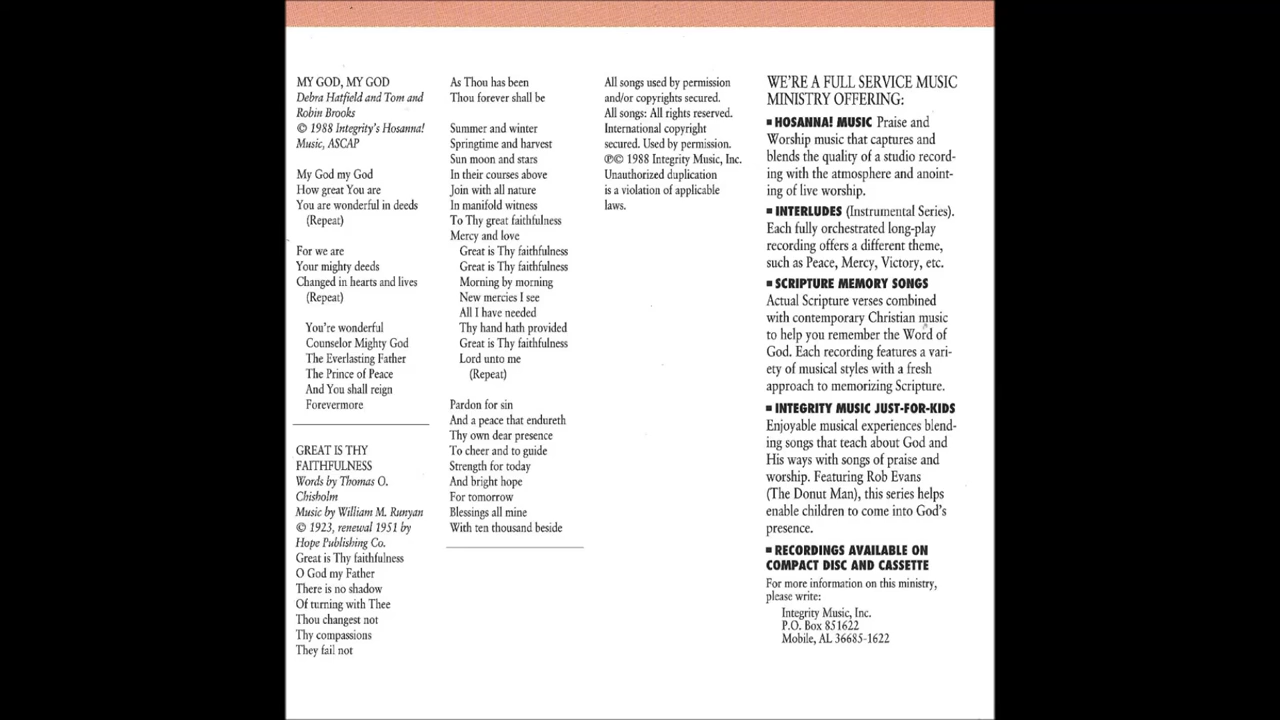 MY GOD, MY GOD
Debra Hatfield and Tom and
Robin Brooks
© 1988 Integrity's Hosanna!
Music, ASCAP
My God my God
How great You are
You are wonderful in deeds
(Repeat)
For we are
Your mighty deeds
Changed in hearts and lives
(Repeat)
You're wonderful
Counselor Mighty God
The Everlasting Father
The Prince of Peace
And You shall reign
Forevermore
GREAT IS THY
FAITHFULNESS
Words by Thomas O.
Chisholm
Music by William M. Runyan
© 1923, renewal 1951 by
Hope Publishing Co.
Great is Thy faithfulness
O God my Father
There is no shadow
Of turning with Thee
Thou changest not
Thy compassions
They fail not
As Thou has been
Thou forever shall be
Summer and winter
Springtime and harvest
Sun moon and stars
In their courses above
Join with all nature
In manifold witness
To Thy great faithfulness
Mercy and love
Great is Thy faithfulness
Great is Thy faithfulness
Morning by morning
New mercies I see
All I have needed
Thy hand hath provided
Great is Thy faithfulness
Lord unto me
(Repeat)
Pardon for sin
And a peace that endureth
Thy own dear presence
To cheer and to guide
Strength for today
And bright hope
For tomorrow
Blessings all mine
With ten thousand beside
All songs used by permission
and/or copyrights secured.
All songs: All rights reserved.
International copyright
secured. Used by permission.
℗© 1988 Integrity Music, Inc.
Unauthorized duplication
is a violation of applicable
laws.
WE'RE A FULL SERVICE MUSIC
MINISTRY OFFERING:
■ HOSANNA! MUSIC Praise and
Worship music that captures and
blends the quality of a studio record-
ing with the atmosphere and anoint-
ing of live worship.
■ INTERLUDES (Instrumental Series).
Each fully orchestrated long-play
recording offers a different theme,
such as Peace, Mercy, Victory, etc.
■ SCRIPTURE MEMORY SONGS
Actual Scripture verses combined
with contemporary Christian music
to help you remember the Word of
God. Each recording features a vari-
ety of musical styles with a fresh
approach to memorizing Scripture.
■ INTEGRITY MUSIC JUST-FOR-KIDS
Enjoyable musical experiences blend-
ing songs that teach about God and
His ways with songs of praise and
worship. Featuring Rob Evans
(The Donut Man), this series helps
enable children to come into God's
presence.
■ RECORDINGS AVAILABLE ON
COMPACT DISC AND CASSETTE
For more information on this ministry,
please write:
Integrity Music, Inc.
P.O. Box 851622
Mobile, AL 36685-1622